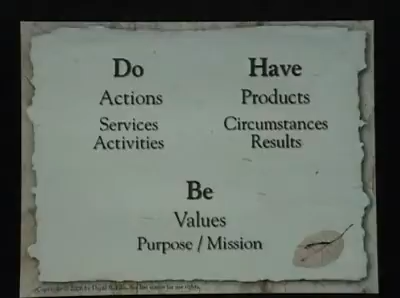 Do
Actions
Services
Activities
Have
Products
Circumstances
Results
Be
Values
Purpose / Mission